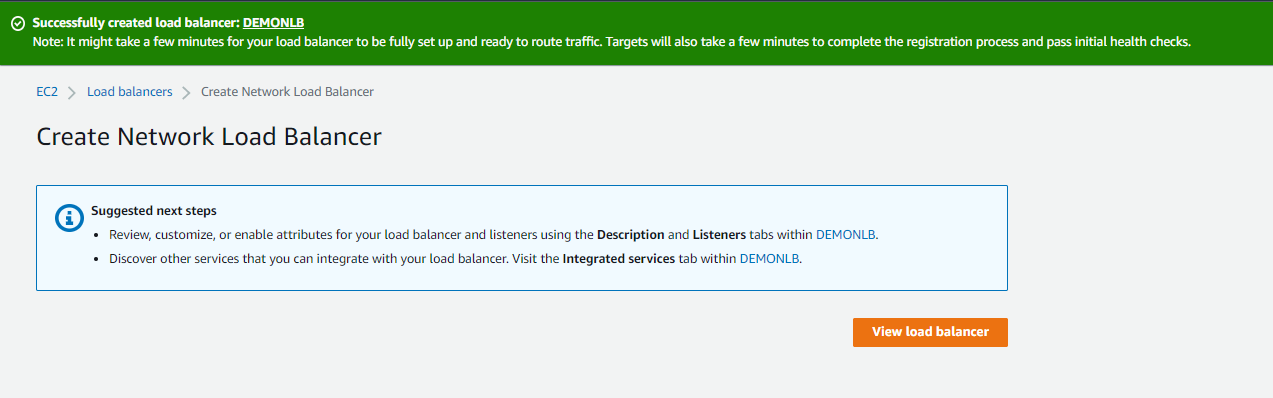 Successfully created load balancer: DEMONLB
Note: It might take a few minutes for your load balancer to be fully set up and ready to route traffic. Targets will also take a few minutes to complete the registration process and pass initial health checks.
EC2 > Load balancers > Create Network Load Balancer
Create Network Load Balancer
Suggested next steps
• Review, customize, or enable attributes for your load balancer and listeners using the Description and Listeners tabs within DEMONLB.
• Discover other services that you can integrate with your load balancer. Visit the Integrated services tab within DEMONLB.
View load balancer